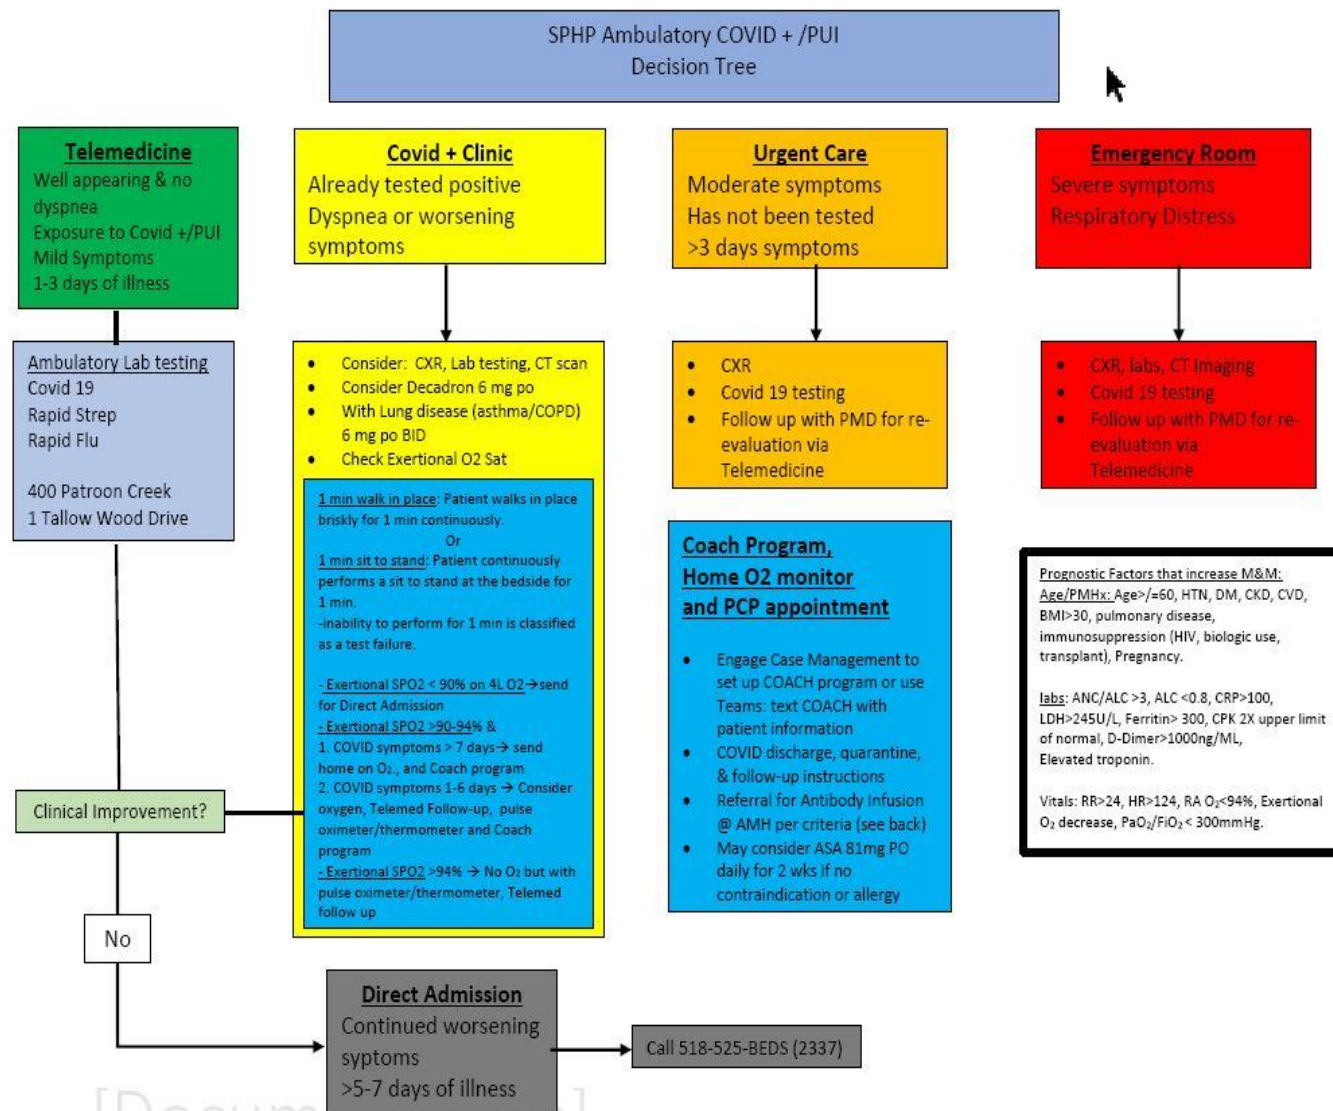 SPHP Ambulatory COVID + /PUI
Decision Tree
Telemedicine
Well appearing & no
dyspnea
Exposure to Covid +/PUI
Mild Symptoms
1-3 days of illness
Covid + Clinic
Already tested positive
Dyspnea or worsening
symptoms
Urgent Care
Moderate symptoms
Has not been tested
>3 days symptoms
Emergency Room
Severe symptoms
Respiratory Distress
Ambulatory Lab testing
Covid 19
Rapid Strep
Rapid Flu
400 Patroon Creek
1 Tallow Wood Drive
• Consider: CXR, Lab testing, CT scan
• Consider Decadron 6 mg po
• With Lung disease (asthma/COPD)
6 mg po BID
• Check Exertional O2 Sat
1 min walk in place: Patient walks in place
briskly for 1 min continuously.
Or
1 min sit to stand: Patient continuously
performs a sit to stand at the bedside for
1 min.
-inability to perform for 1 min is classified
as a test failure.
- Exertional SPO2 < 90% on 4L O2→send
for Direct Admission
- Exertional SPO2 >90-94% &
1. COVID symptoms > 7 days→ send
home on O₂., and Coach program
2. COVID symptoms 1-6 days → Consider
oxygen, Telemed Follow-up, pulse
oximeter/thermometer and Coach
program
- Exertional SPO2 >94% → No O₂ but with
pulse oximeter/thermometer, Telemed
follow up
• CXR
• Covid 19 testing
• Follow up with PMD for re-
evaluation via
Telemedicine
Coach Program,
Home O2 monitor
and PCP appointment
• Engage Case Management to
set up COACH program or use
Teams: text COACH with
patient information
• COVID discharge, quarantine,
& follow-up instructions
• Referral for Antibody Infusion
@ AMH per criteria (see back)
• May consider ASA 81mg PO
daily for 2 wks if no
contraindication or allergy
• CXR, labs, CT Imaging
• Covid 19 testing
• Follow up with PMD for re-
evaluation via
Telemedicine
Prognostic Factors that increase M&M:
Age/PMHx: Age>/=60, HTN, DM, CKD, CVD,
BMI>30, pulmonary disease,
immunosuppression (HIV, biologic use,
transplant), Pregnancy.
labs: ANC/ALC >3, ALC <0.8, CRP>100,
LDH>245U/L, Ferritin> 300, CPK 2X upper limit
of normal, D-Dimer>1000ng/ML,
Elevated troponin.
Vitals: RR>24, HR>124, RA O₂<94%, Exertional
O₂ decrease, PaO₂/FiO₂ < 300mmHg.
Clinical Improvement?
No
Direct Admission
Continued worsening
syptoms
>5-7 days of illness
Call 518-525-BEDS (2337)